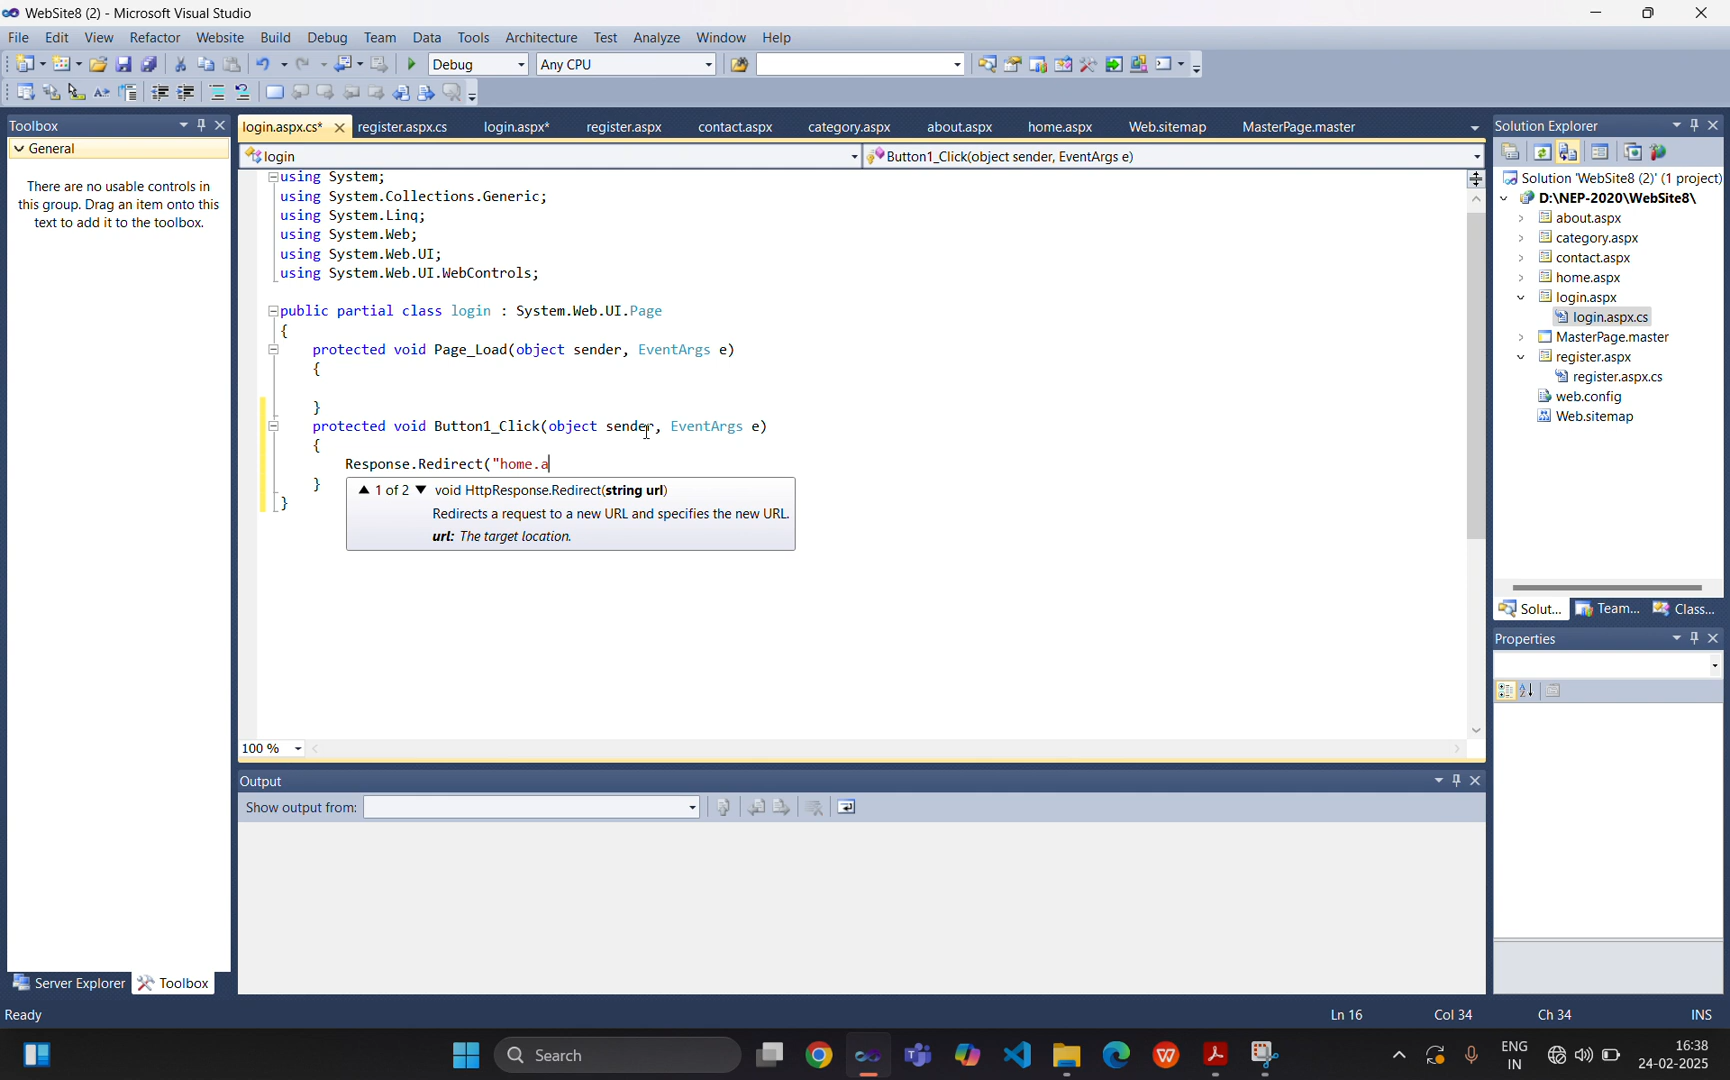 WebSite8 (2) - Microsoft Visual Studio
File Edit View Refactor Website Build Debug Team Data Tools Architecture Test Analyze Window Help
Debug Any CPU
Toolbox
General
There are no usable controls in
this group. Drag an item onto this
text to add it to the toolbox.
Server Explorer Toolbox
login.aspx.cs* register.aspx.cs login.aspx* register.aspx contact.aspx category.aspx about.aspx home.aspx Web.sitemap MasterPage.master
login Button1_Click(object sender, EventArgs e)
using System;
using System.Collections.Generic;
using System.Linq;
using System.Web;
using System.Web.UI;
using System.Web.UI.WebControls;
public partial class login : System.Web.UI.Page
{
protected void Page_Load(object sender, EventArgs e)
{
}
protected void Button1_Click(object sender, EventArgs e)
{
Response.Redirect("home.a
}
}
1 of 2 void HttpResponse.Redirect(string url)
Redirects a request to a new URL and specifies the new URL.
url: The target location.
100 %
Output
Show output from:
Solution Explorer
Solution 'WebSite8 (2)' (1 project)
D:\NEP-2020\WebSite8\
about.aspx
category.aspx
contact.aspx
home.aspx
login.aspx
login.aspx.cs
MasterPage.master
register.aspx
register.aspx.cs
web.config
Web.sitemap
Solut... Team... Class...
Properties
Ready Ln 16 Col 34 Ch 34 INS
Search
ENG
IN
16:38
24-02-2025